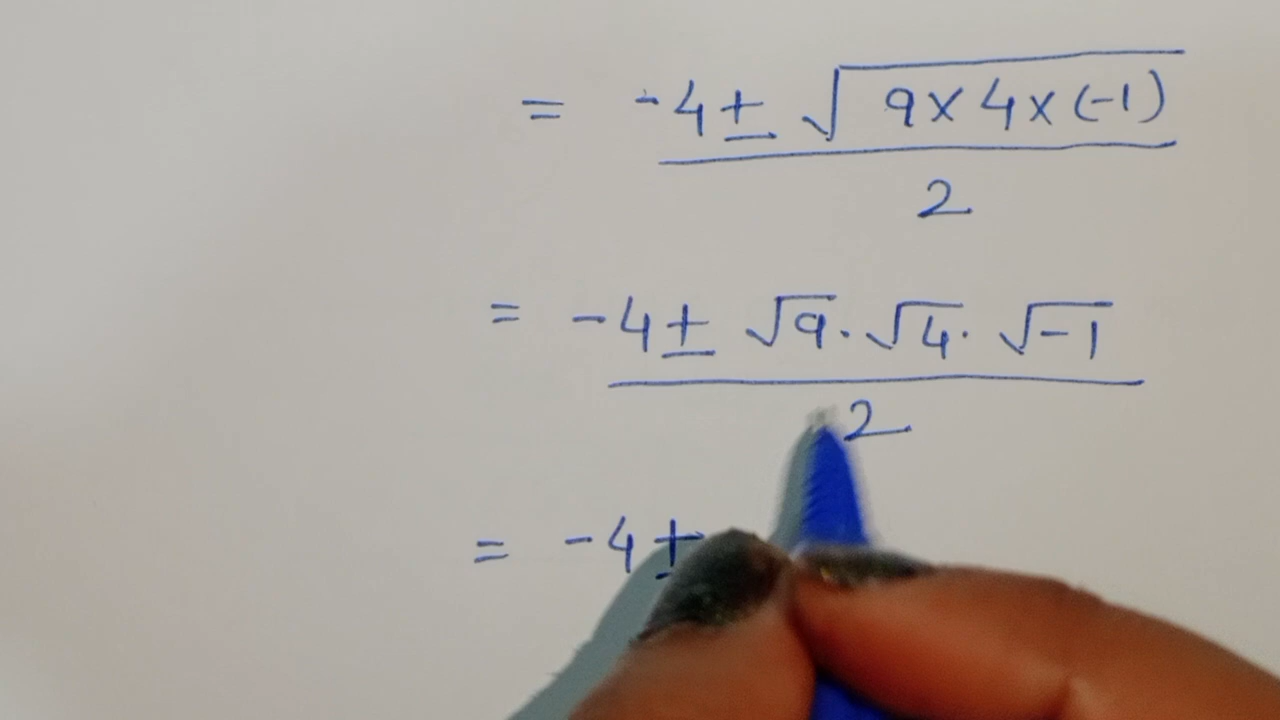 = -4 ± √9×4×(-1)
2
= -4 ± √9 . √4 . √-1
2
= -4 ±